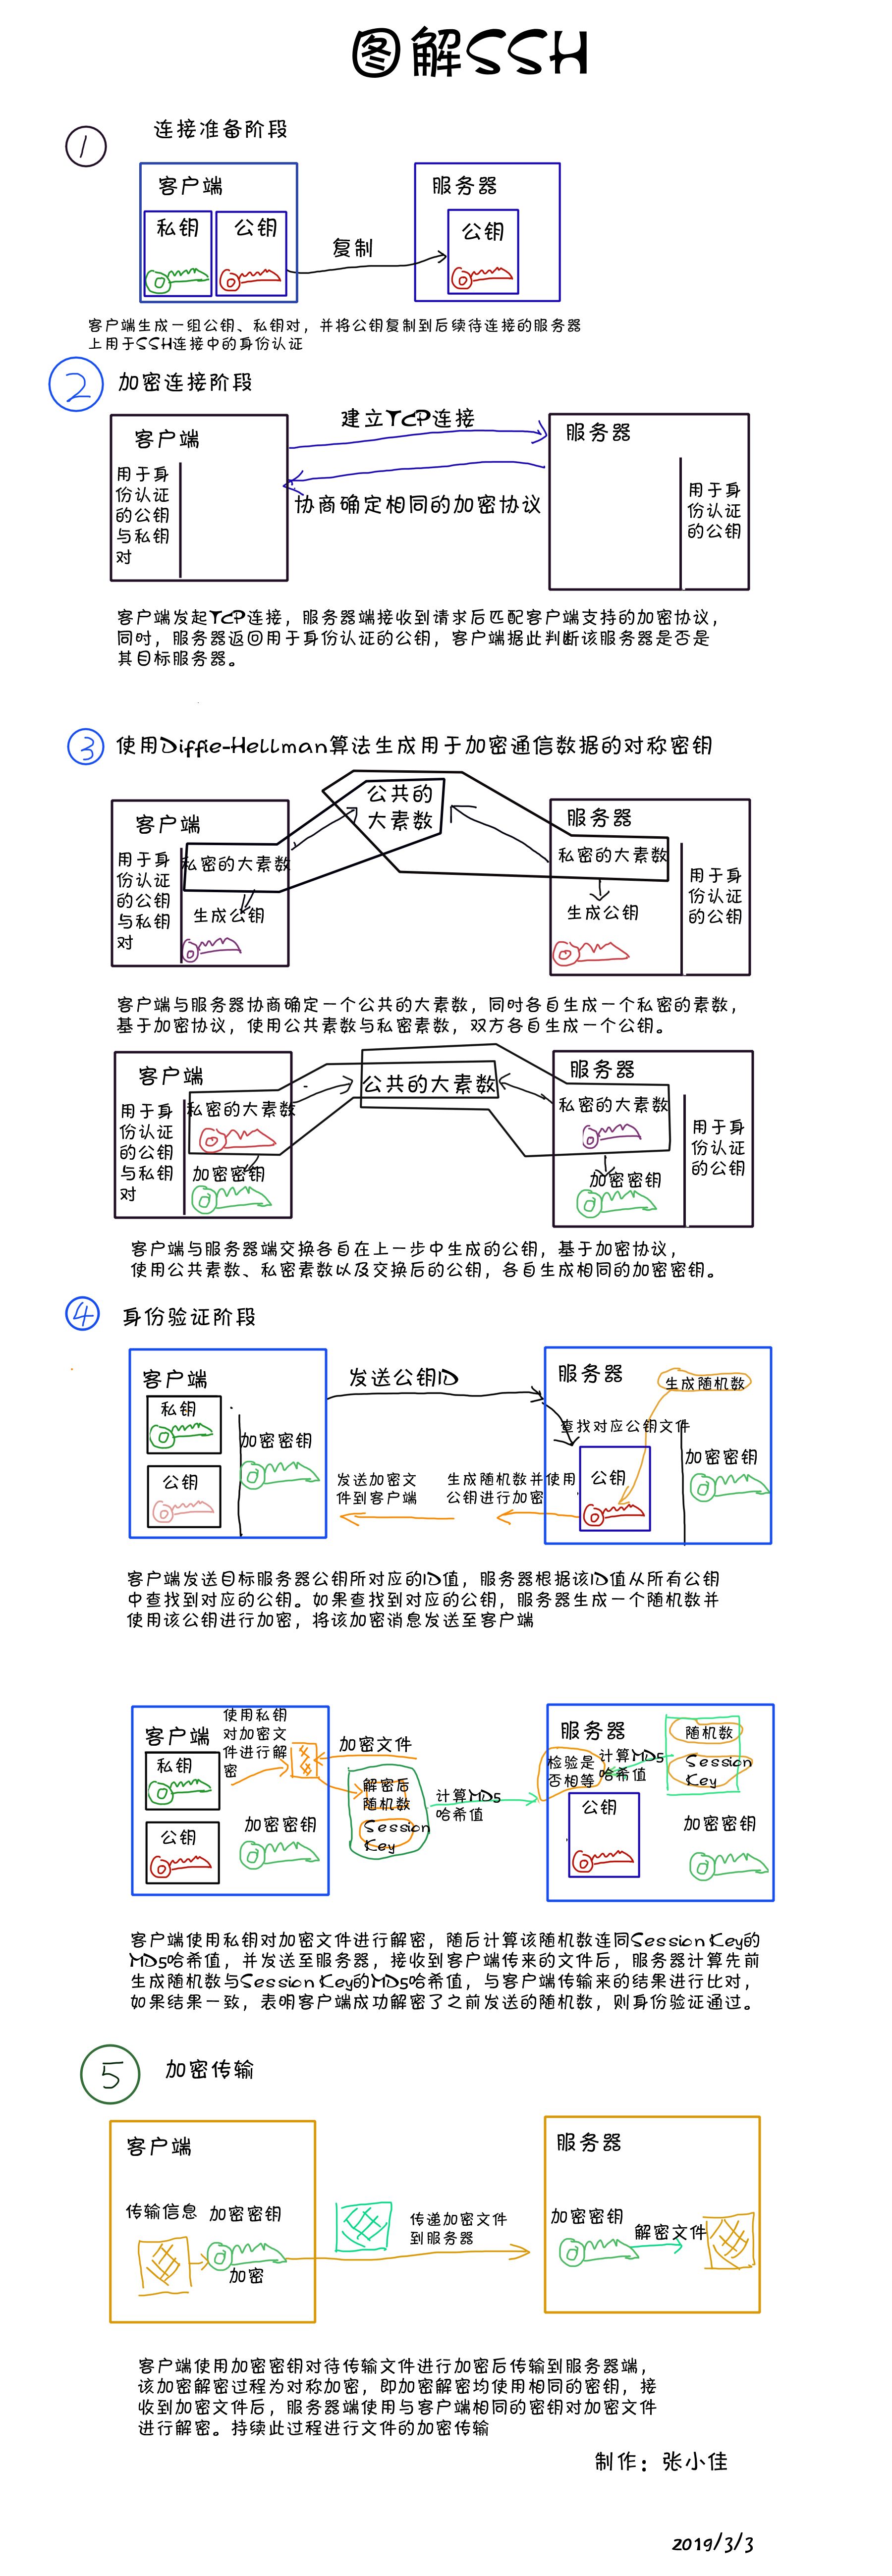 图解SSH
1
连接准备阶段
客户端
服务器
私钥
公钥
公钥
复制
客户端生成一组公钥、私钥对，并将公钥复制到后续待连接的服务器
上用于SSH连接中的身份认证
2
加密连接阶段
建立TCP连接
客户端
服务器
用于身
份认证
的公钥
与私钥
对
协商确定相同的加密协议
用于身
份认证
的公钥
客户端发起TCP连接，服务器端接收到请求后匹配客户端支持的加密协议，
同时，服务器返回用于身份认证的公钥，客户端据此判断该服务器是否是
其目标服务器。
3
使用Diffie-Hellman算法生成用于加密通信数据的对称密钥
公共的
大素数
客户端
服务器
用于身
份认证
的公钥
与私钥
对
私密的大素数
生成公钥
私密的大素数
生成公钥
用于身
份认证
的公钥
客户端与服务器协商确定一个公共的大素数，同时各自生成一个私密的素数，
基于加密协议，使用公共素数与私密素数，双方各自生成一个公钥。
客户端
公共的大素数
服务器
用于身
份认证
的公钥
与私钥
对
私密的大素数
加密密钥
私密的大素数
加密密钥
用于身
份认证
的公钥
客户端与服务器端交换各自在上一步中生成的公钥，基于加密协议，
使用公共素数、私密素数以及交换后的公钥，各自生成相同的加密密钥。
4
身份验证阶段
客户端
发送公钥ID
服务器
生成随机数
私钥
加密密钥
公钥
查找对应公钥文件
发送加密文
件到客户端
生成随机数并使用
公钥进行加密
公钥
加密密钥
客户端发送目标服务器公钥所对应的ID值，服务器根据该ID值从所有公钥
中查找到对应的公钥。如果查找到对应的公钥，服务器生成一个随机数并
使用该公钥进行加密，将该加密消息发送至客户端
客户端
使用私钥
对加密文
件进行解
密
私钥
公钥
加密密钥
加密文件
解密后
随机数
Session
Key
计算MD5
哈希值
服务器
检验是
否相等
计算MD5
哈希值
随机数
Session
Key
公钥
加密密钥
客户端使用私钥对加密文件进行解密，随后计算该随机数连同Session Key的
MD5哈希值，并发送至服务器，接收到客户端传来的文件后，服务器计算先前
生成随机数与Session Key的MD5哈希值，与客户端传输来的结果进行比对，
如果结果一致，表明客户端成功解密了之前发送的随机数，则身份验证通过。
5
加密传输
客户端
服务器
传输信息
加密密钥
加密
传递加密文件
到服务器
加密密钥
解密文件
客户端使用加密密钥对待传输文件进行加密后传输到服务器端，
该加密解密过程为对称加密，即加密解密均使用相同的密钥，接
收到加密文件后，服务器端使用与客户端相同的密钥对加密文件
进行解密。持续此过程进行文件的加密传输
制作：张小佳
2019/3/3